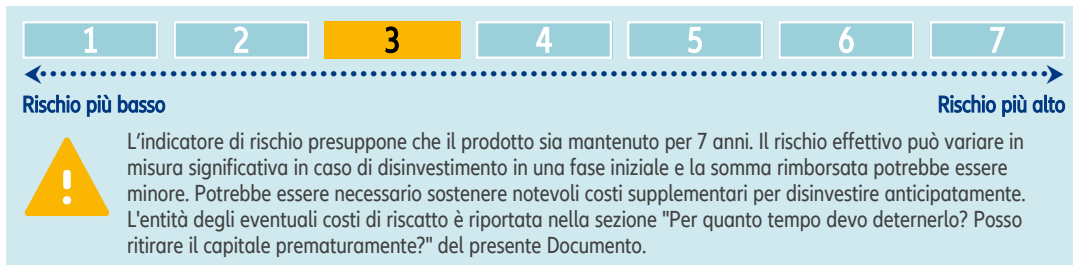 1 2 3 4 5 6 7
Rischio più basso Rischio più alto
L'indicatore di rischio presuppone che il prodotto sia mantenuto per 7 anni. Il rischio effettivo può variare in
misura significativa in caso di disinvestimento in una fase iniziale e la somma rimborsata potrebbe essere
minore. Potrebbe essere necessario sostenere notevoli costi supplementari per disinvestire anticipatamente.
L'entità degli eventuali costi di riscatto è riportata nella sezione "Per quanto tempo devo deternerlo? Posso
ritirare il capitale prematuramente?" del presente Documento.